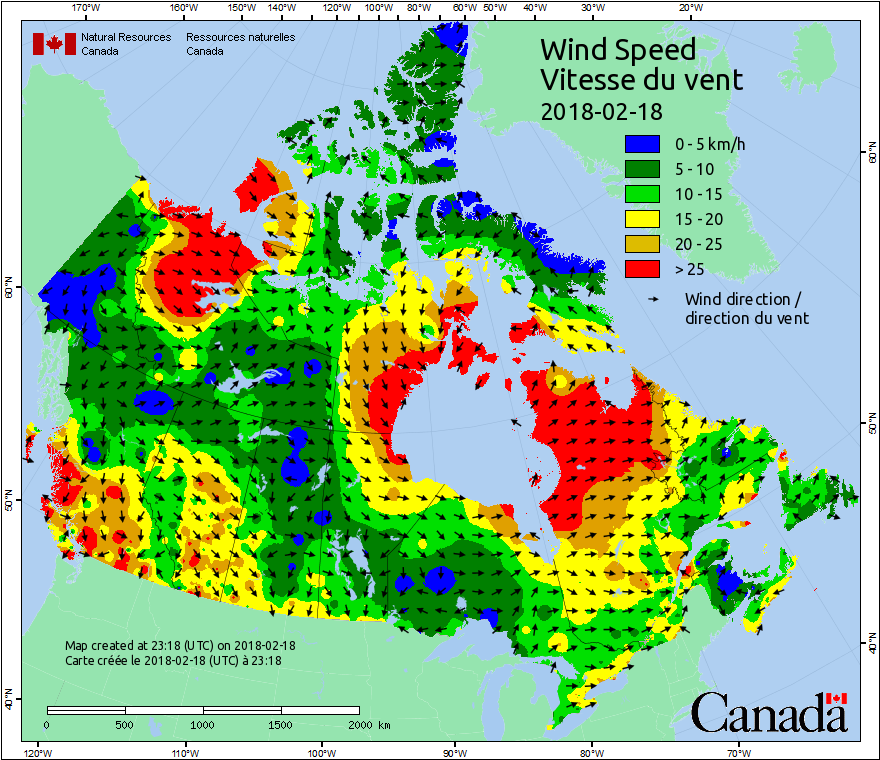 170°W 160°W 150°W 140°W 120°W 100°W 80°W 60°W 50°W 40°W 30°W 20°W
Natural Resources Ressources naturelles
Canada Canada
Wind Speed
Vitesse du vent
2018-02-18
0 - 5 km/h
5 - 10
10 - 15
15 - 20
20 - 25
> 25
Wind direction /
direction du vent
60°N 60°N
50°N 50°N
40°N 40°N
Map created at 23:18 (UTC) on 2018-02-18
Carte créée le 2018-02-18 (UTC) à 23:18
0 500 1000 1500 2000 km
Canada
120°W 110°W 100°W 90°W 80°W 70°W